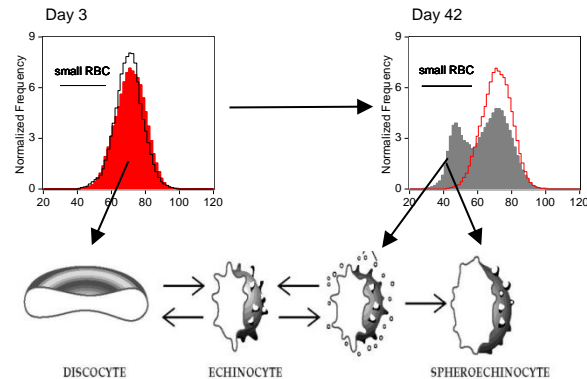 Day 3
Day 42
9
6
3
0
Normalized Frequency
small RBC
20 40 60 80 100 120
9
6
3
0
Normalized Frequency
small RBC
20 40 60 80 100 120
DISCOCYTE ECHINOCYTE SPHEROECHINOCYTE